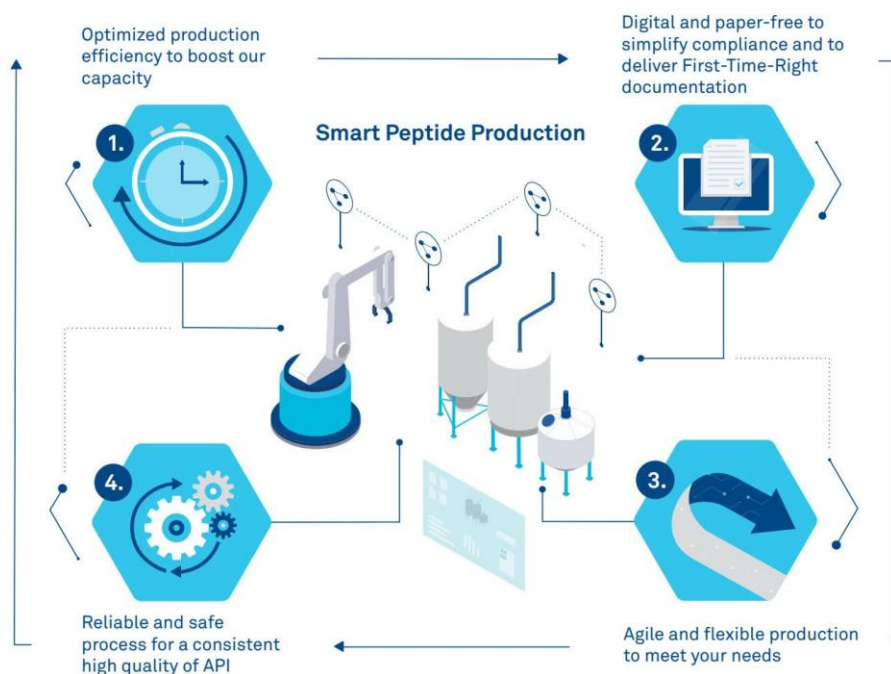 Optimized production
efficiency to boost our
capacity
Digital and paper-free to
simplify compliance and to
deliver First-Time-Right
documentation
1.
Smart Peptide Production
2.
4.
3.
Reliable and safe
process for a consistent
high quality of API
Agile and flexible production
to meet your needs